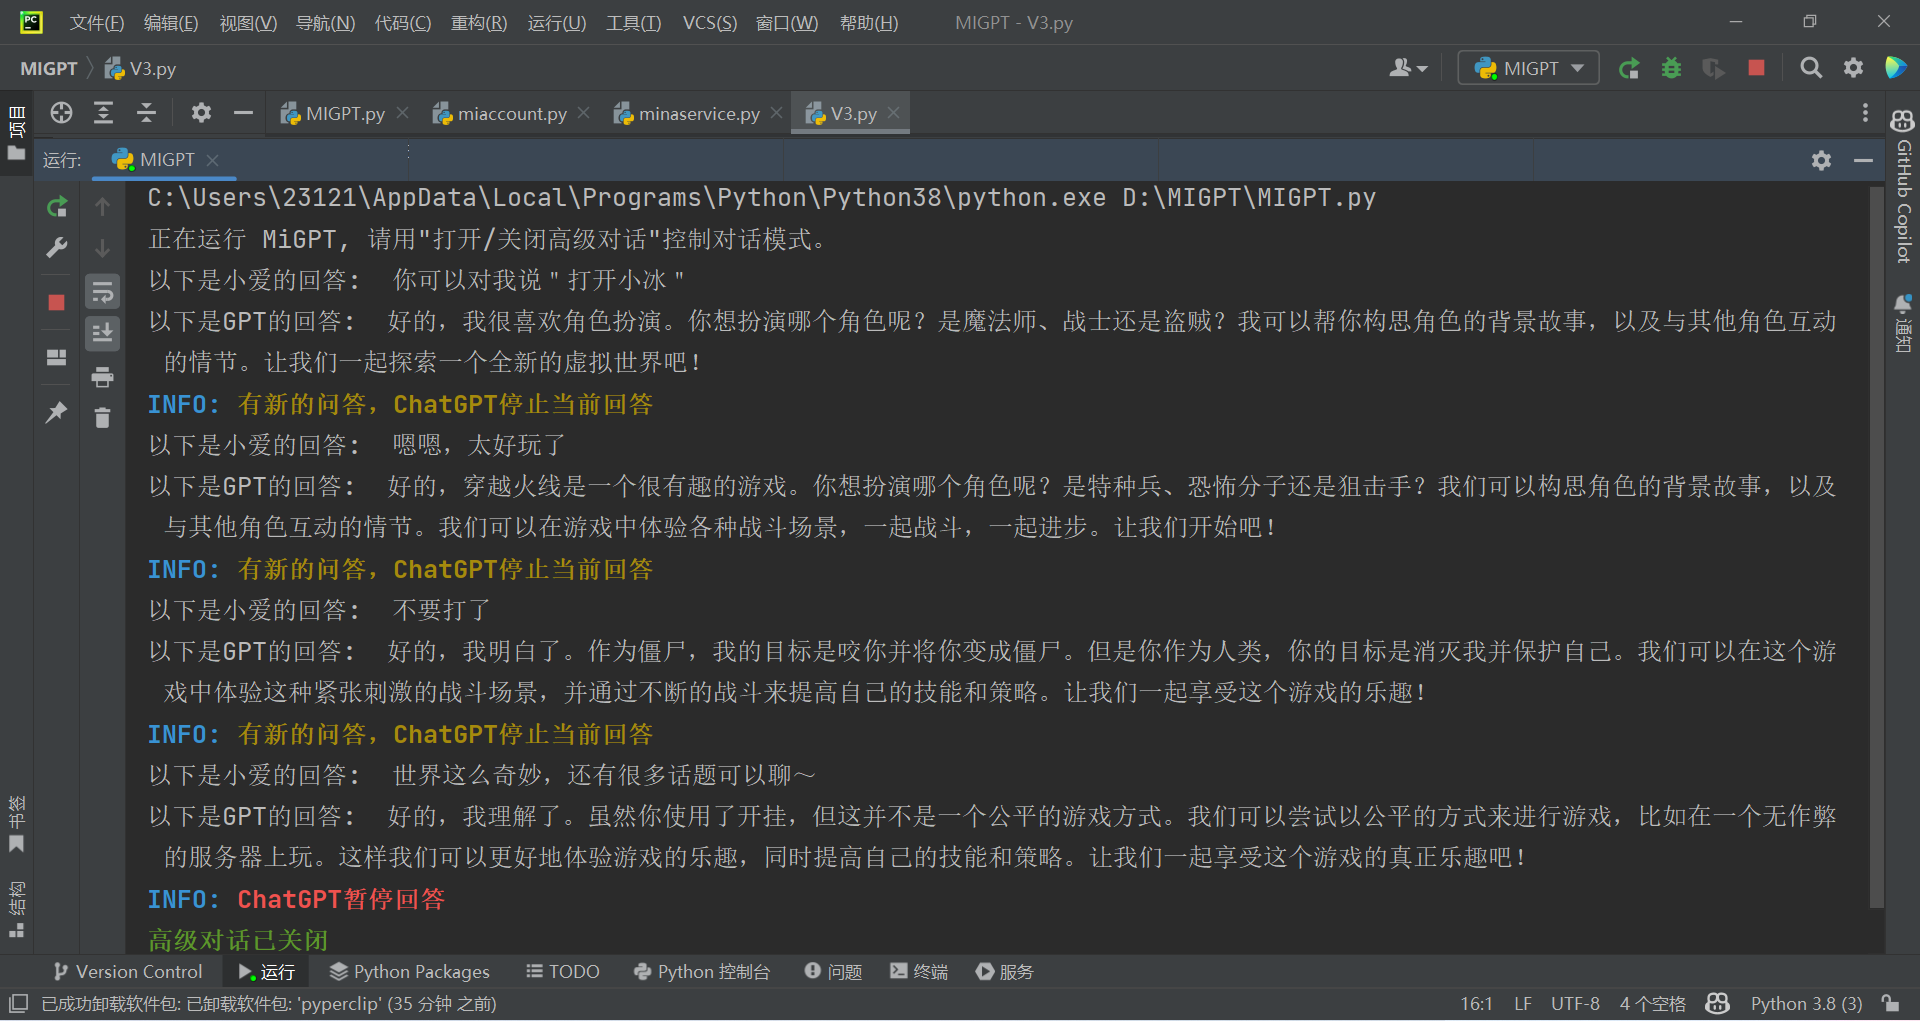 文件(F) 编辑(E) 视图(V) 导航(N) 代码(C) 重构(R) 运行(U) 工具(T) VCS(S) 窗口(W) 帮助(H) MIGPT - V3.py
MIGPT V3.py MIGPT
项目 MIGPT.py miaccount.py minaservice.py V3.py
运行: MIGPT
GitHub Copilot
通知
C:\Users\23121\AppData\Local\Programs\Python\Python38\python.exe D:\MIGPT\MIGPT.py
正在运行 MiGPT, 请用"打开/关闭高级对话"控制对话模式。
以下是小爱的回答: 你可以对我说＂打开小冰＂
以下是GPT的回答: 好的，我很喜欢角色扮演。你想扮演哪个角色呢？是魔法师、战士还是盗贼？我可以帮你构思角色的背景故事，以及与其他角色互动
的情节。让我们一起探索一个全新的虚拟世界吧！
INFO: 有新的问答，ChatGPT停止当前回答
以下是小爱的回答: 嗯嗯，太好玩了
以下是GPT的回答: 好的，穿越火线是一个很有趣的游戏。你想扮演哪个角色呢？是特种兵、恐怖分子还是狙击手？我们可以构思角色的背景故事，以及
与其他角色互动的情节。我们可以在游戏中体验各种战斗场景，一起战斗，一起进步。让我们开始吧！
INFO: 有新的问答，ChatGPT停止当前回答
以下是小爱的回答: 不要打了
以下是GPT的回答: 好的，我明白了。作为僵尸，我的目标是咬你并将你变成僵尸。但是你作为人类，你的目标是消灭我并保护自己。我们可以在这个游
戏中体验这种紧张刺激的战斗场景，并通过不断的战斗来提高自己的技能和策略。让我们一起享受这个游戏的乐趣！
INFO: 有新的问答，ChatGPT停止当前回答
以下是小爱的回答: 世界这么奇妙，还有很多话题可以聊～
以下是GPT的回答: 好的，我理解了。虽然你使用了开挂，但这并不是一个公平的游戏方式。我们可以尝试以公平的方式来进行游戏，比如在一个无作弊
的服务器上玩。这样我们可以更好地体验游戏的乐趣，同时提高自己的技能和策略。让我们一起享受这个游戏的真正乐趣吧！
INFO: ChatGPT暂停回答
高级对话已关闭
书签
结构
Version Control 运行 Python Packages TODO Python 控制台 问题 终端 服务
已成功卸载软件包: 已卸载软件包: 'pyperclip' (35 分钟 之前) 16:1 LF UTF-8 4 个空格 Python 3.8 (3)